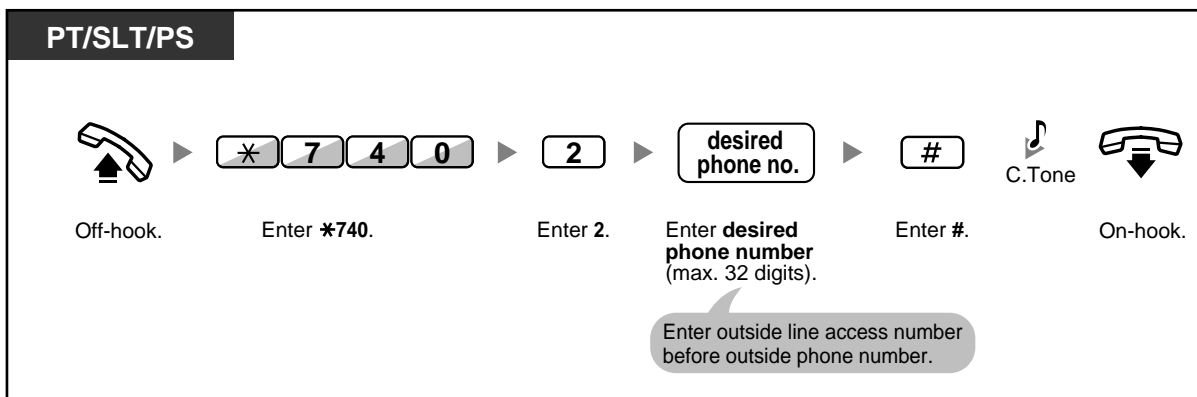 PT/SLT/PS
✳ 7 4 0
2
desired
phone no.
#
C.Tone
Off-hook.
Enter ✳740.
Enter 2.
Enter desired
phone number
(max. 32 digits).
Enter #.
On-hook.
Enter outside line access number
before outside phone number.